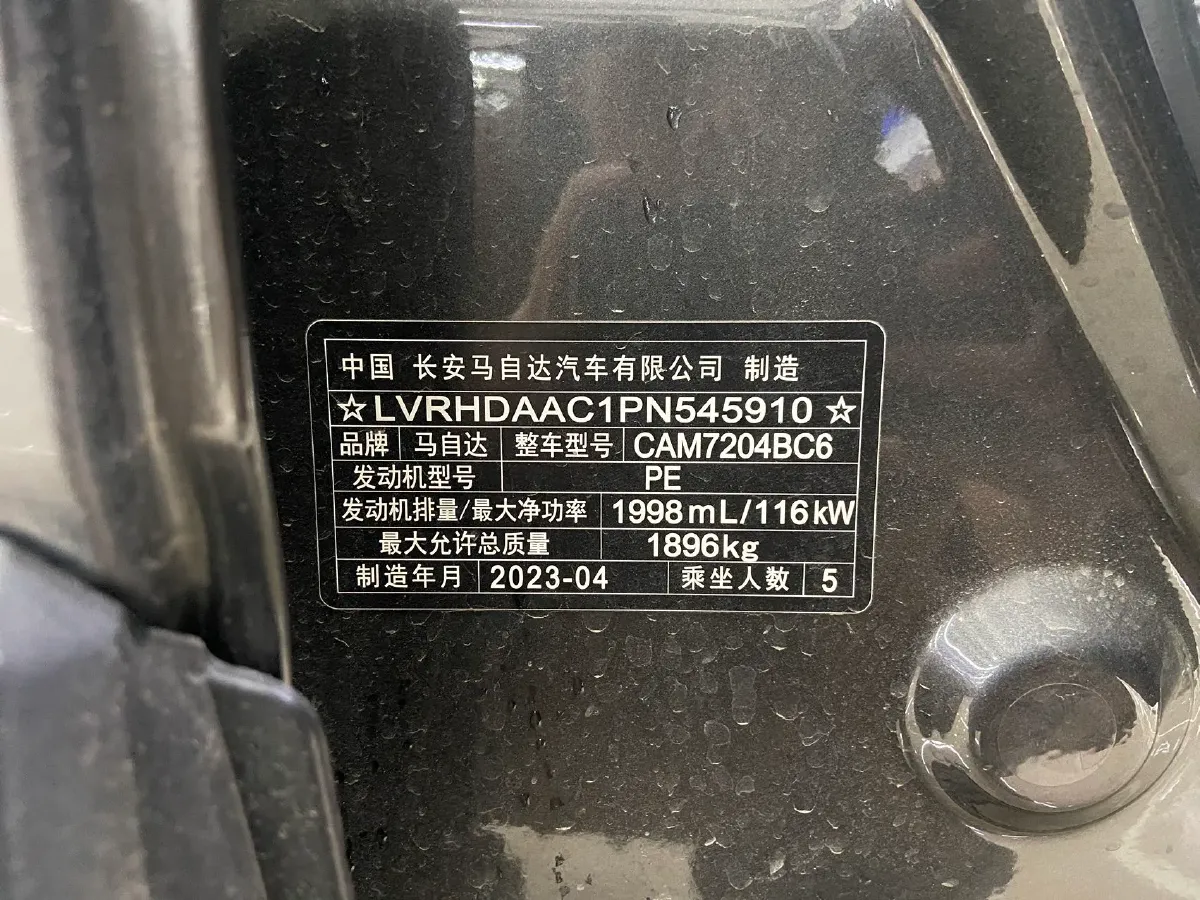 中国 长安马自达汽车有限公司 制造
☆LVRHDAAC1PN545910☆
品牌 马自达 整车型号 CAM7204BC6
发动机型号 PE
发动机排量/最大净功率 1998mL/116kW
最大允许总质量 1896kg
制造年月 2023-04 乘坐人数 5